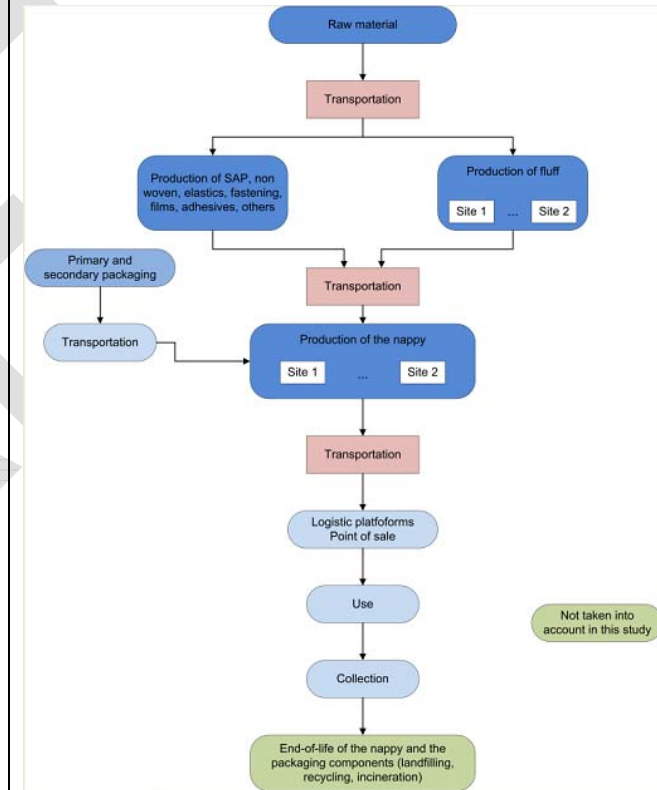 Raw material
Transportation
Production of SAP, non
woven, elastics, fastening,
films, adhesives, others
Production of fluff
Site 1 ... Site 2
Primary and
secondary packaging
Transportation
Transportation
Production of the nappy
Site 1 ... Site 2
Transportation
Logistic platfoforms
Point of sale
Use
Not taken into
account in this study
Collection
End-of-life of the nappy and the
packaging components (landfilling,
recycling, incineration)